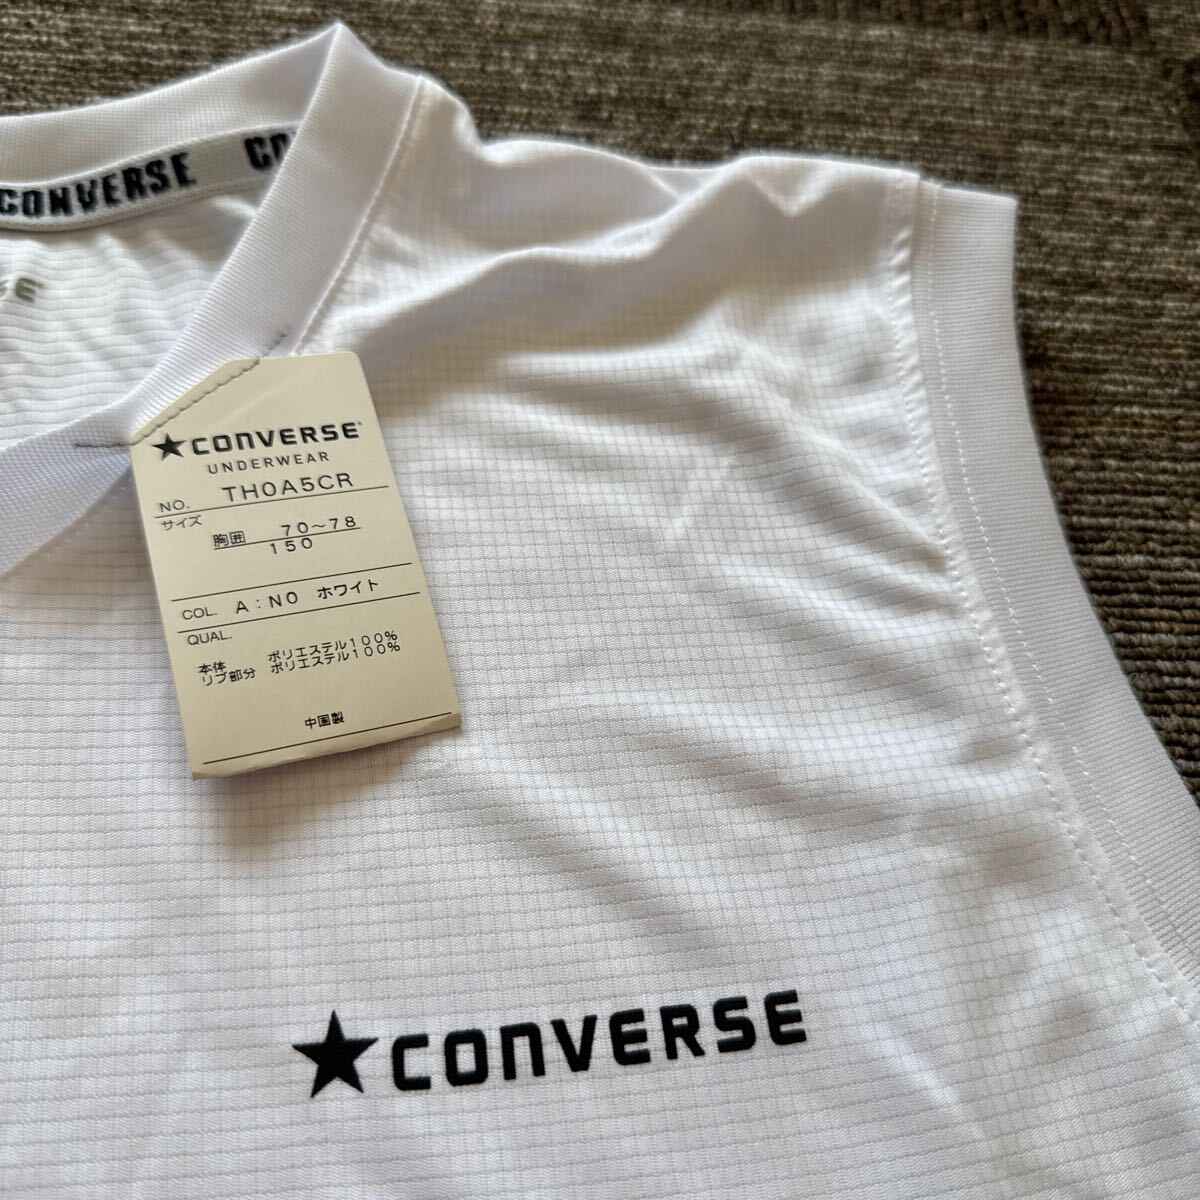 CONVERSE CO
SE
★CONVERSE®
UNDERWEAR
NO. TH0A5CR
サイズ
胸囲 70~78
150
COL. A:N0 ホワイト
QUAL.
本体 ポリエステル100%
リブ部分 ポリエステル100%
中国製
★CONVERSE